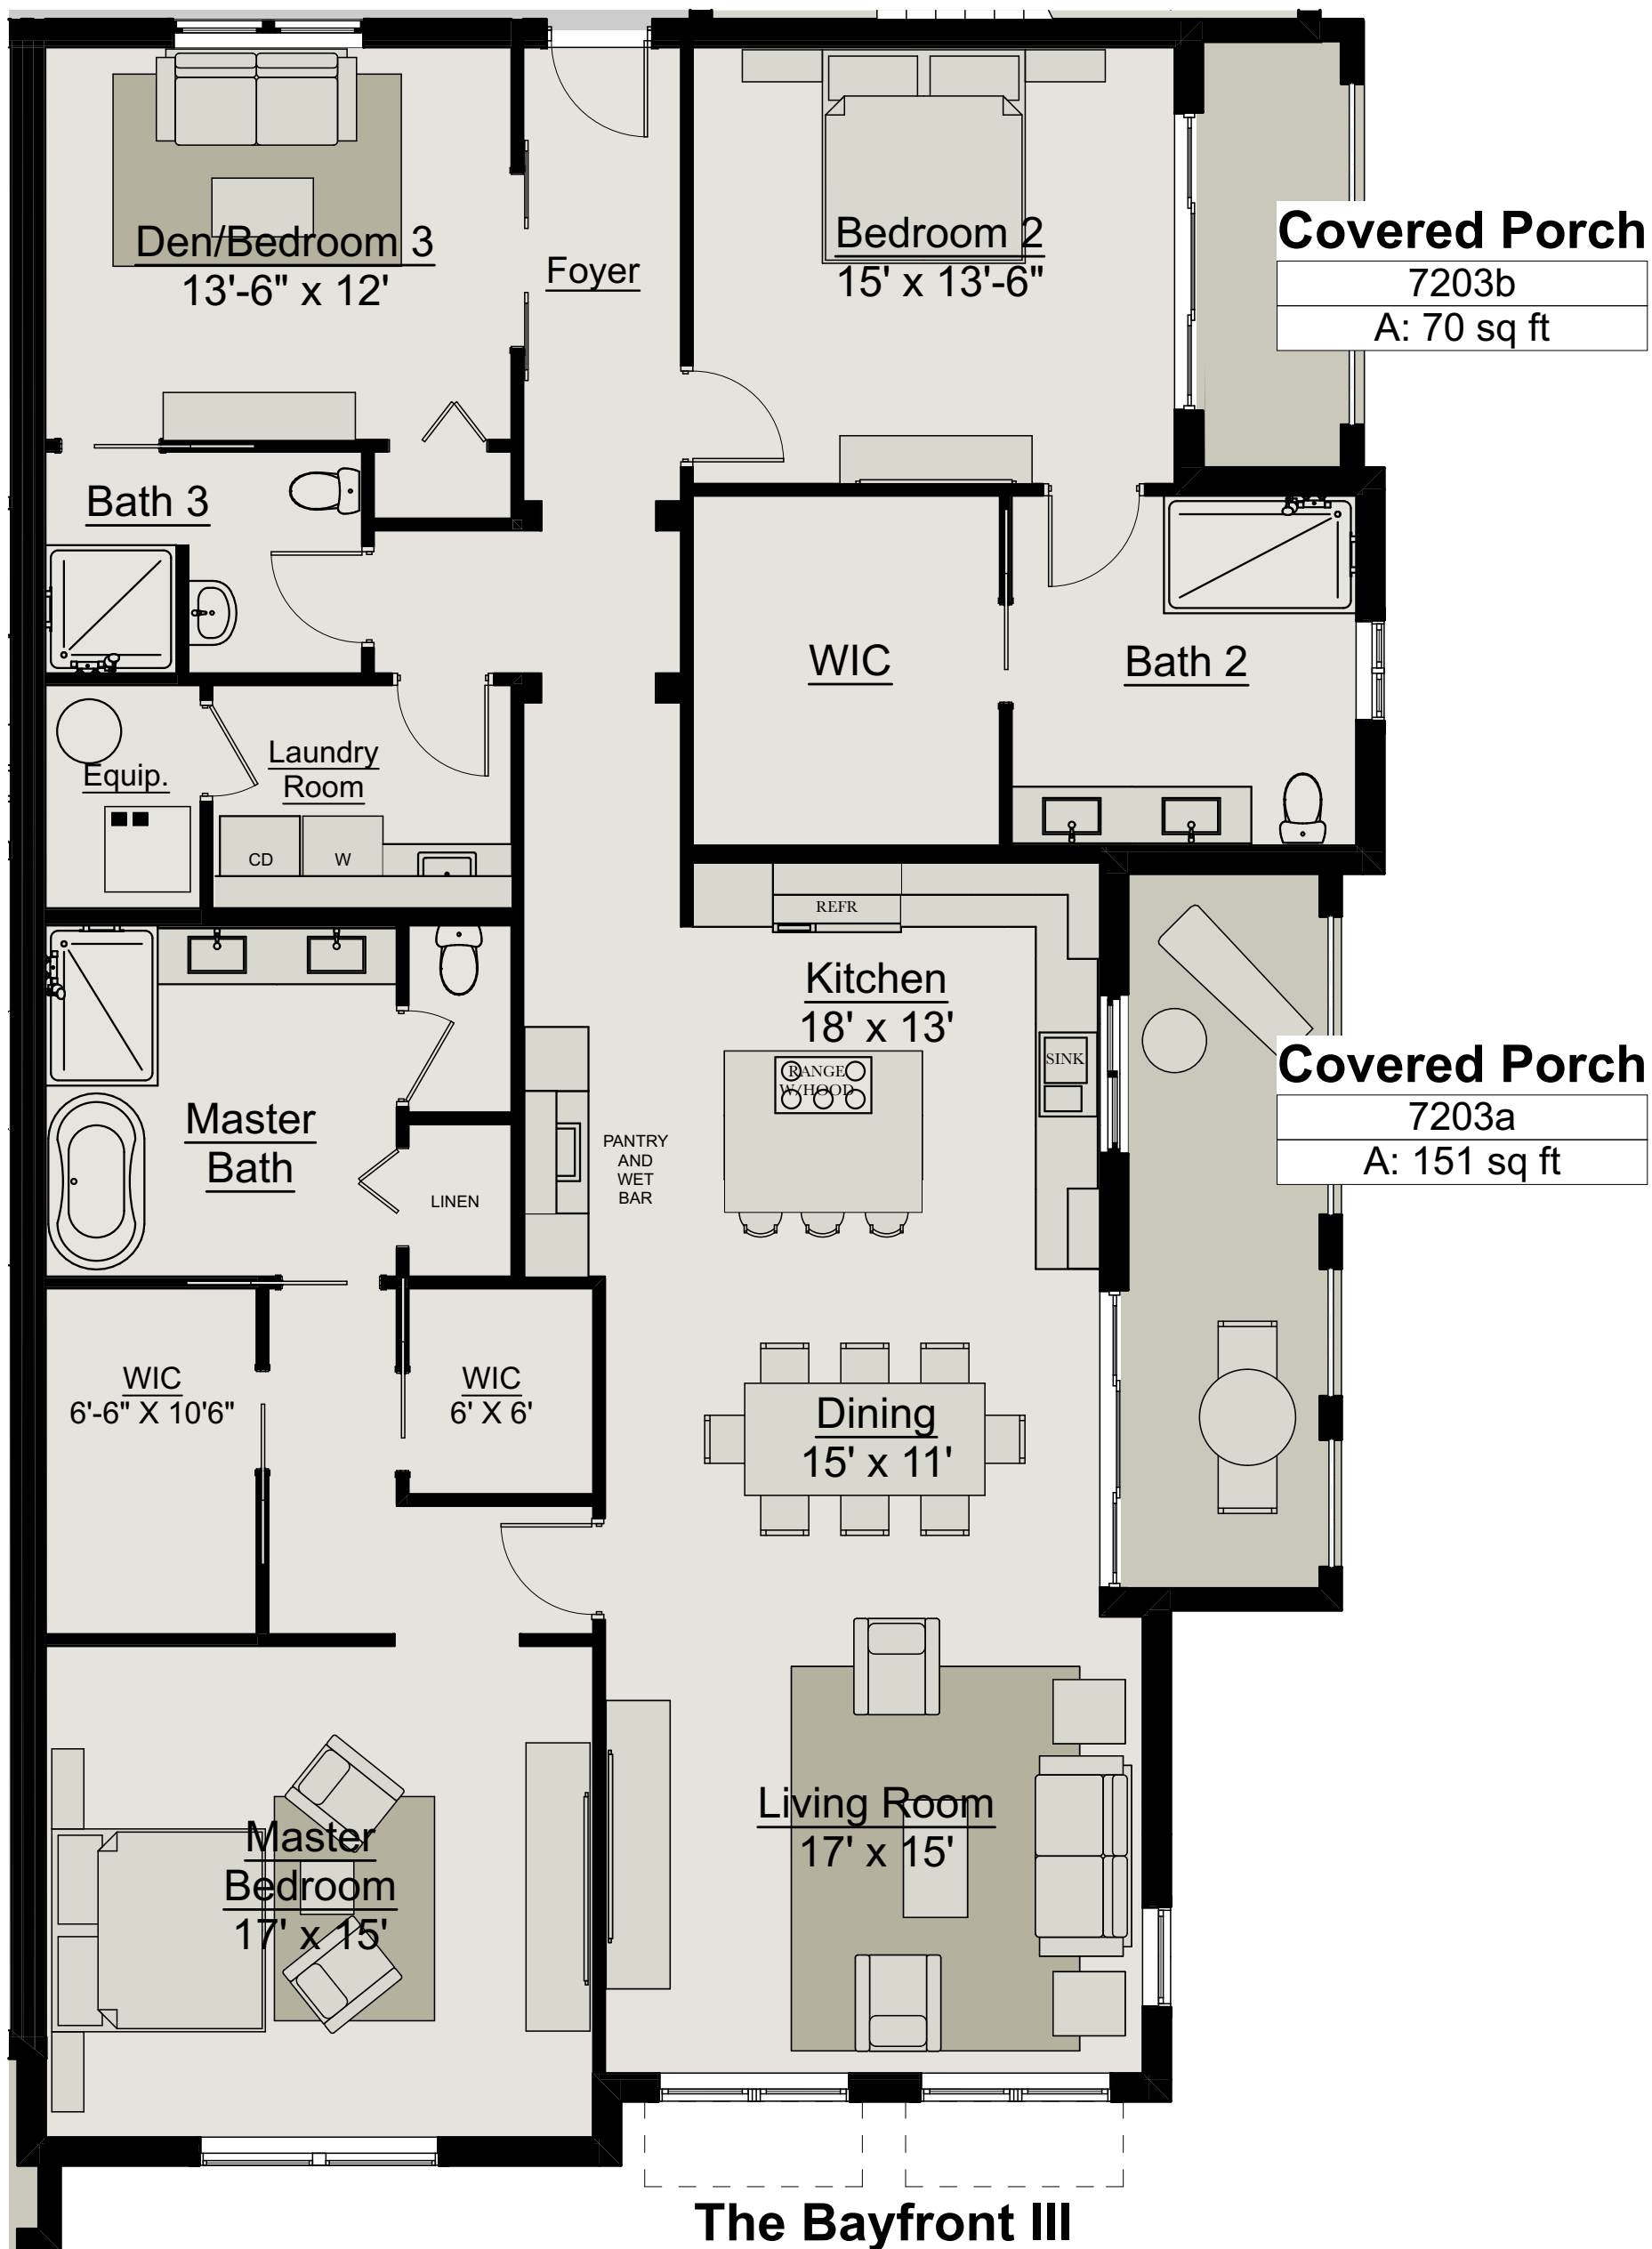 Den/Bedroom 3
13'-6" x 12'
Foyer
Bedroom 2
15' x 13'-6"
Covered Porch
7203b
A: 70 sq ft
Bath 3
WIC
Bath 2
Laundry
Room
Equip.
CD
W
REFR
Kitchen
18' x 13'
RANGE
W/HOOD
SINK
Covered Porch
7203a
A: 151 sq ft
Master
Bath
PANTRY
AND
WET
BAR
LINEN
WIC
6'-6" X 10'6"
WIC
6' X 6'
Dining
15' x 11'
Living Room
17' x 15'
Master
Bedroom
17' x 15'
The Bayfront III